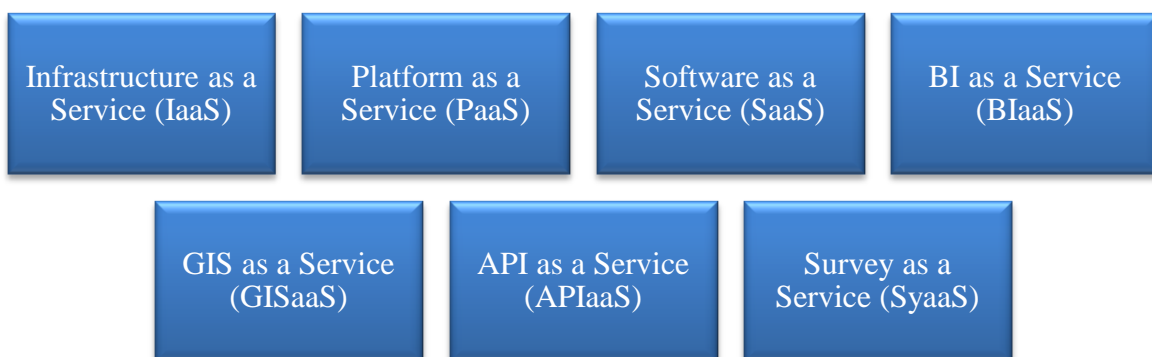 Infrastructure as a
Service (IaaS)
Platform as a
Service (PaaS)
Software as a
Service (SaaS)
BI as a Service
(BIaaS)
GIS as a Service
(GISaaS)
API as a Service
(APIaaS)
Survey as a
Service (SyaaS)